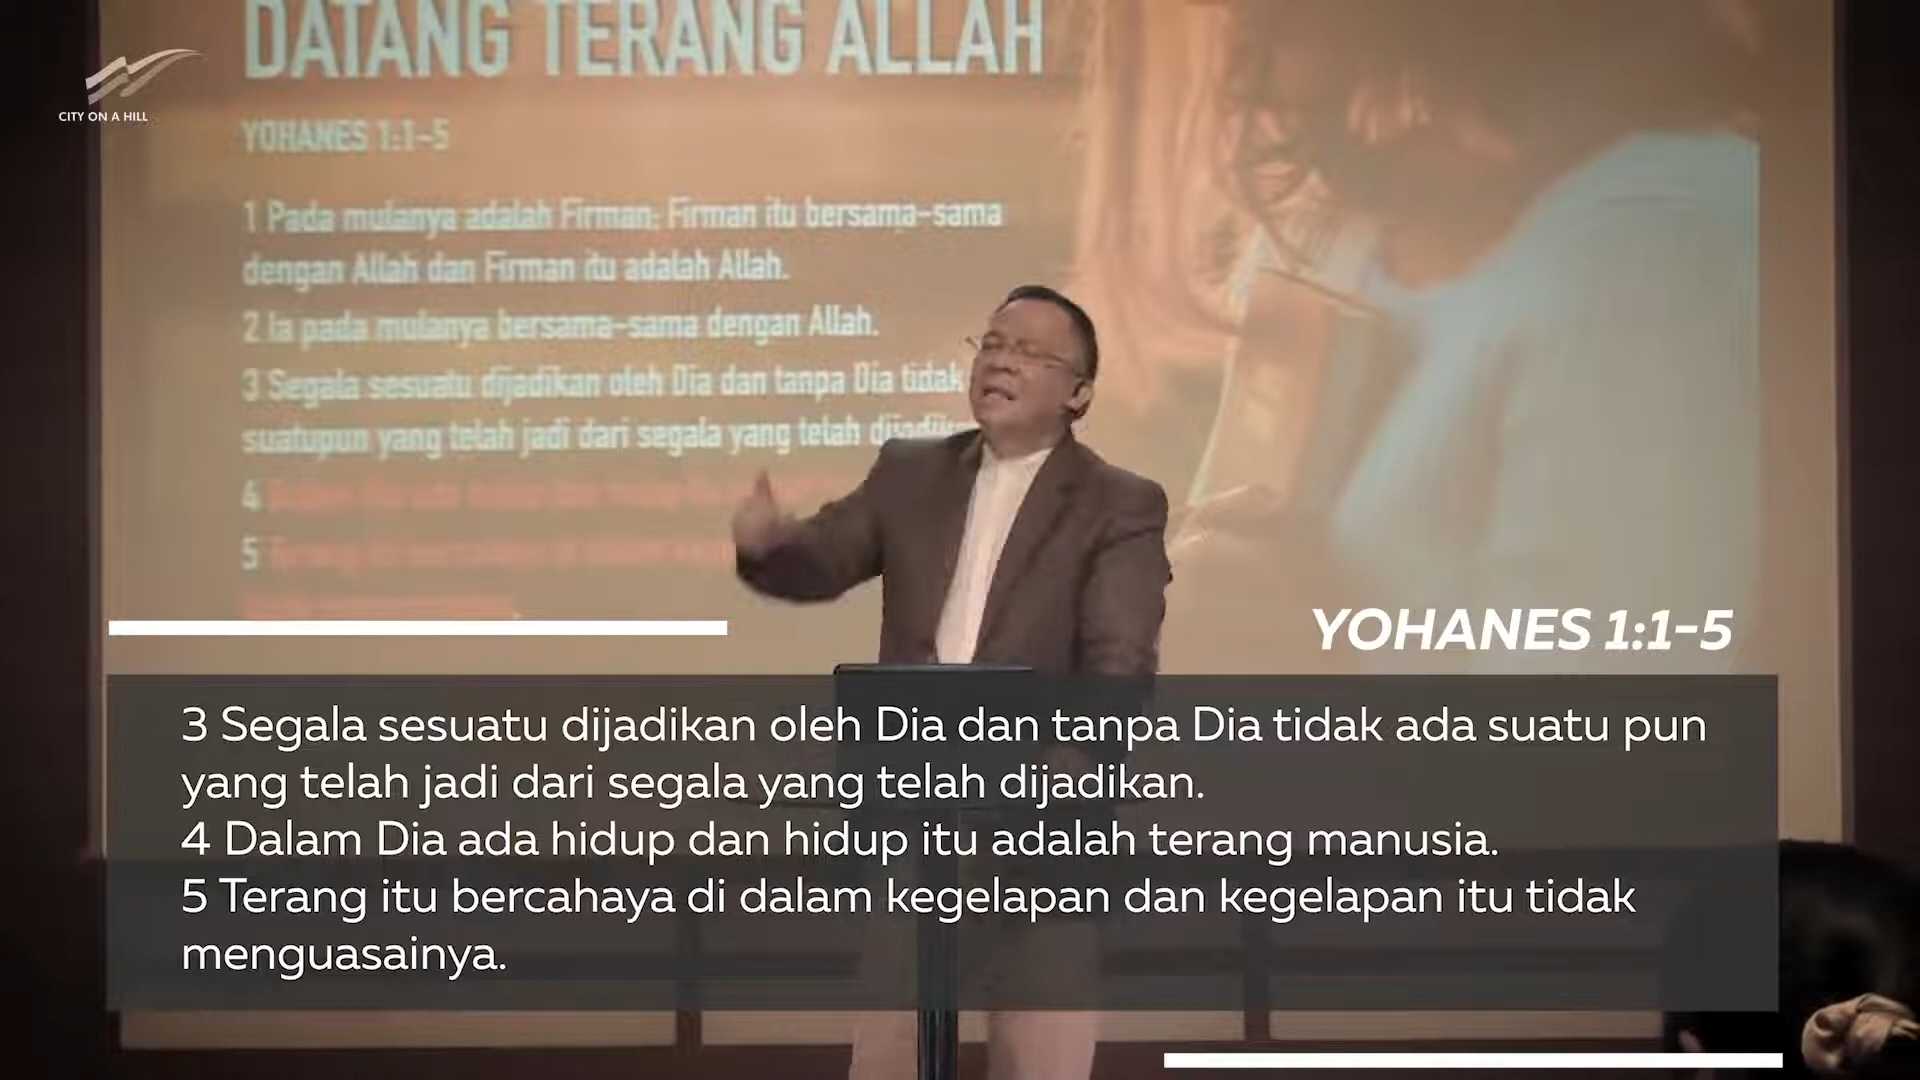 DATANG TERANG ALLAH
CITY ON A HILL
YOHANES 1:1-5
1 Pada mulanya adalah Firman; Firman itu bersama-sama
dengan Allah dan Firman itu adalah Allah.
2 Ia pada mulanya bersama-sama dengan Allah.
3 Segala sesuatu dijadikan oleh Dia dan tanpa Dia tidak
suatupun yang telah jadi dari segala yang telah
4
5
YOHANES 1:1-5
3 Segala sesuatu dijadikan oleh Dia dan tanpa Dia tidak ada suatu pun
yang telah jadi dari segala yang telah dijadikan.
4 Dalam Dia ada hidup dan hidup itu adalah terang manusia.
5 Terang itu bercahaya di dalam kegelapan dan kegelapan itu tidak
menguasainya.